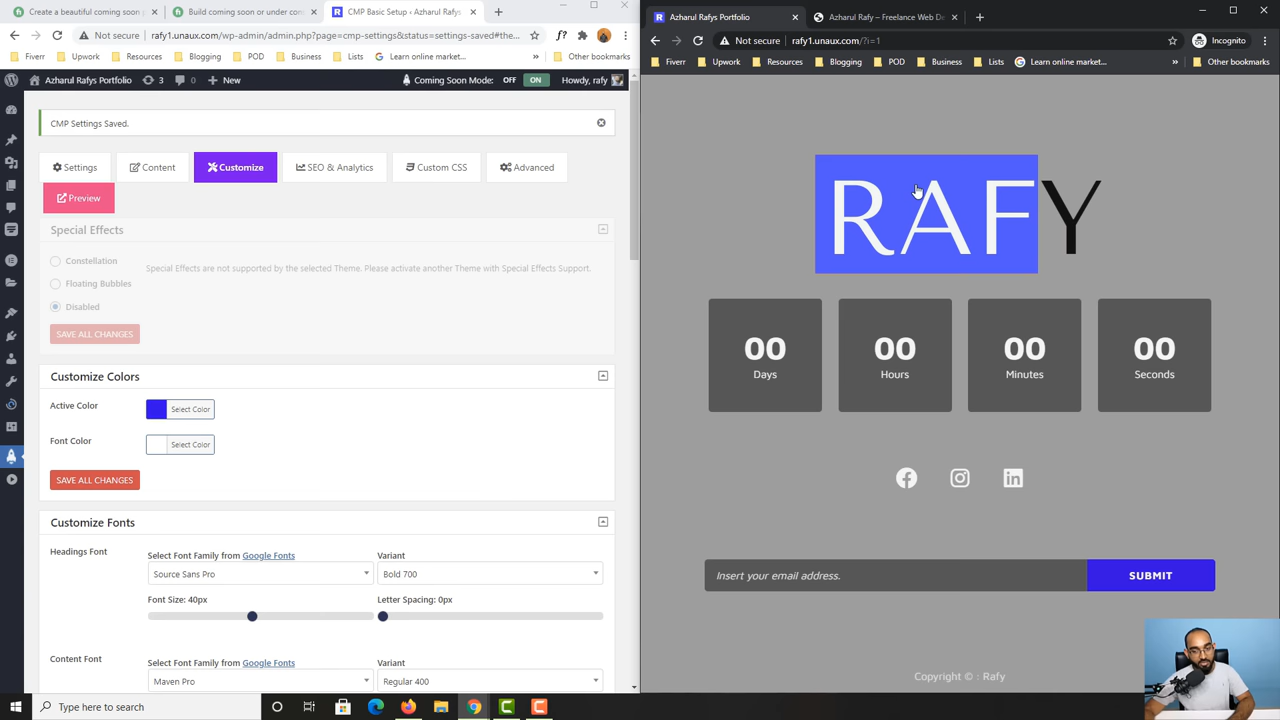 Create a beautiful coming soon p
Build coming soon or under con
CMP Basic Setup ‹ Azharul Rafys
Fiverr
Upwork
Resources
Blogging
POD
Business
Lists
Learn online market...
Other bookmarks
rafy1.unaux.com/wp-admin/admin.php?page=cmp-settings&status=settings-saved#the...
Azharul Rafys Portfolio
3
0
New
Coming Soon Mode:
OFF
ON
Howdy, rafy
CMP Settings Saved.
Settings
Content
Customize
SEO & Analytics
Custom CSS
Advanced
Preview
Special Effects
Constellation
Special Effects are not supported by the selected Theme. Please activate another Theme with Special Effects Support.
Floating Bubbles
Disabled
SAVE ALL CHANGES
Customize Colors
Active Color
Select Color
Font Color
Select Color
SAVE ALL CHANGES
Customize Fonts
Headings Font
Select Font Family from Google Fonts
Variant
Source Sans Pro
Bold 700
Font Size: 40px
Letter Spacing: 0px
Content Font
Select Font Family from Google Fonts
Variant
Maven Pro
Regular 400
Azharul Rafys Portfolio
Azharul Rafy – Freelance Web De
Not secure
rafy1.unaux.com/?i=1
Incognito
Fiverr
Upwork
Resources
Blogging
POD
Business
Lists
Learn online market...
Other bookmarks
RAFY
00
Days
00
Hours
00
Minutes
00
Seconds
Insert your email address.
SUBMIT
Copyright © : Rafy
Type here to search